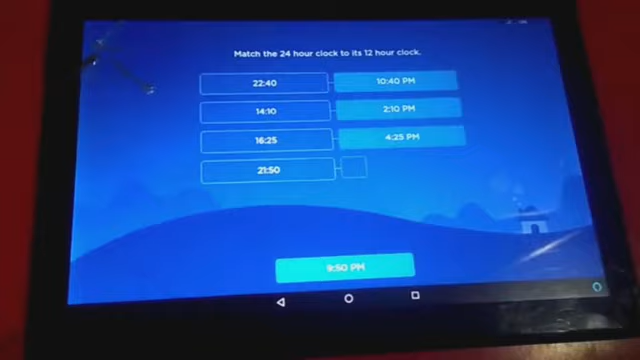 Match the 24 hour clock to its 12 hour clock.
22:40 10:40 PM
14:10 2:10 PM
16:25 4:25 PM
21:50
9:50 PM